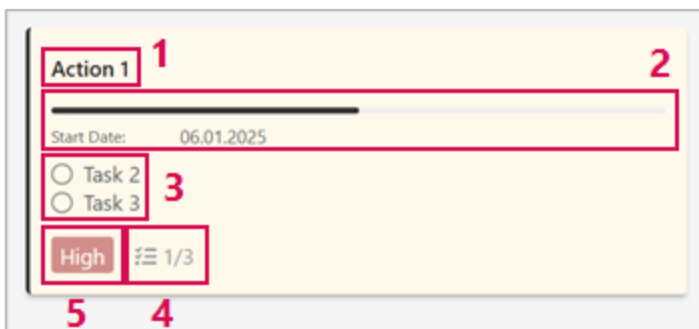 1
Action 1
2
Start Date: 06.01.2025
Task 2
Task 3
3
High
1/3
5
4